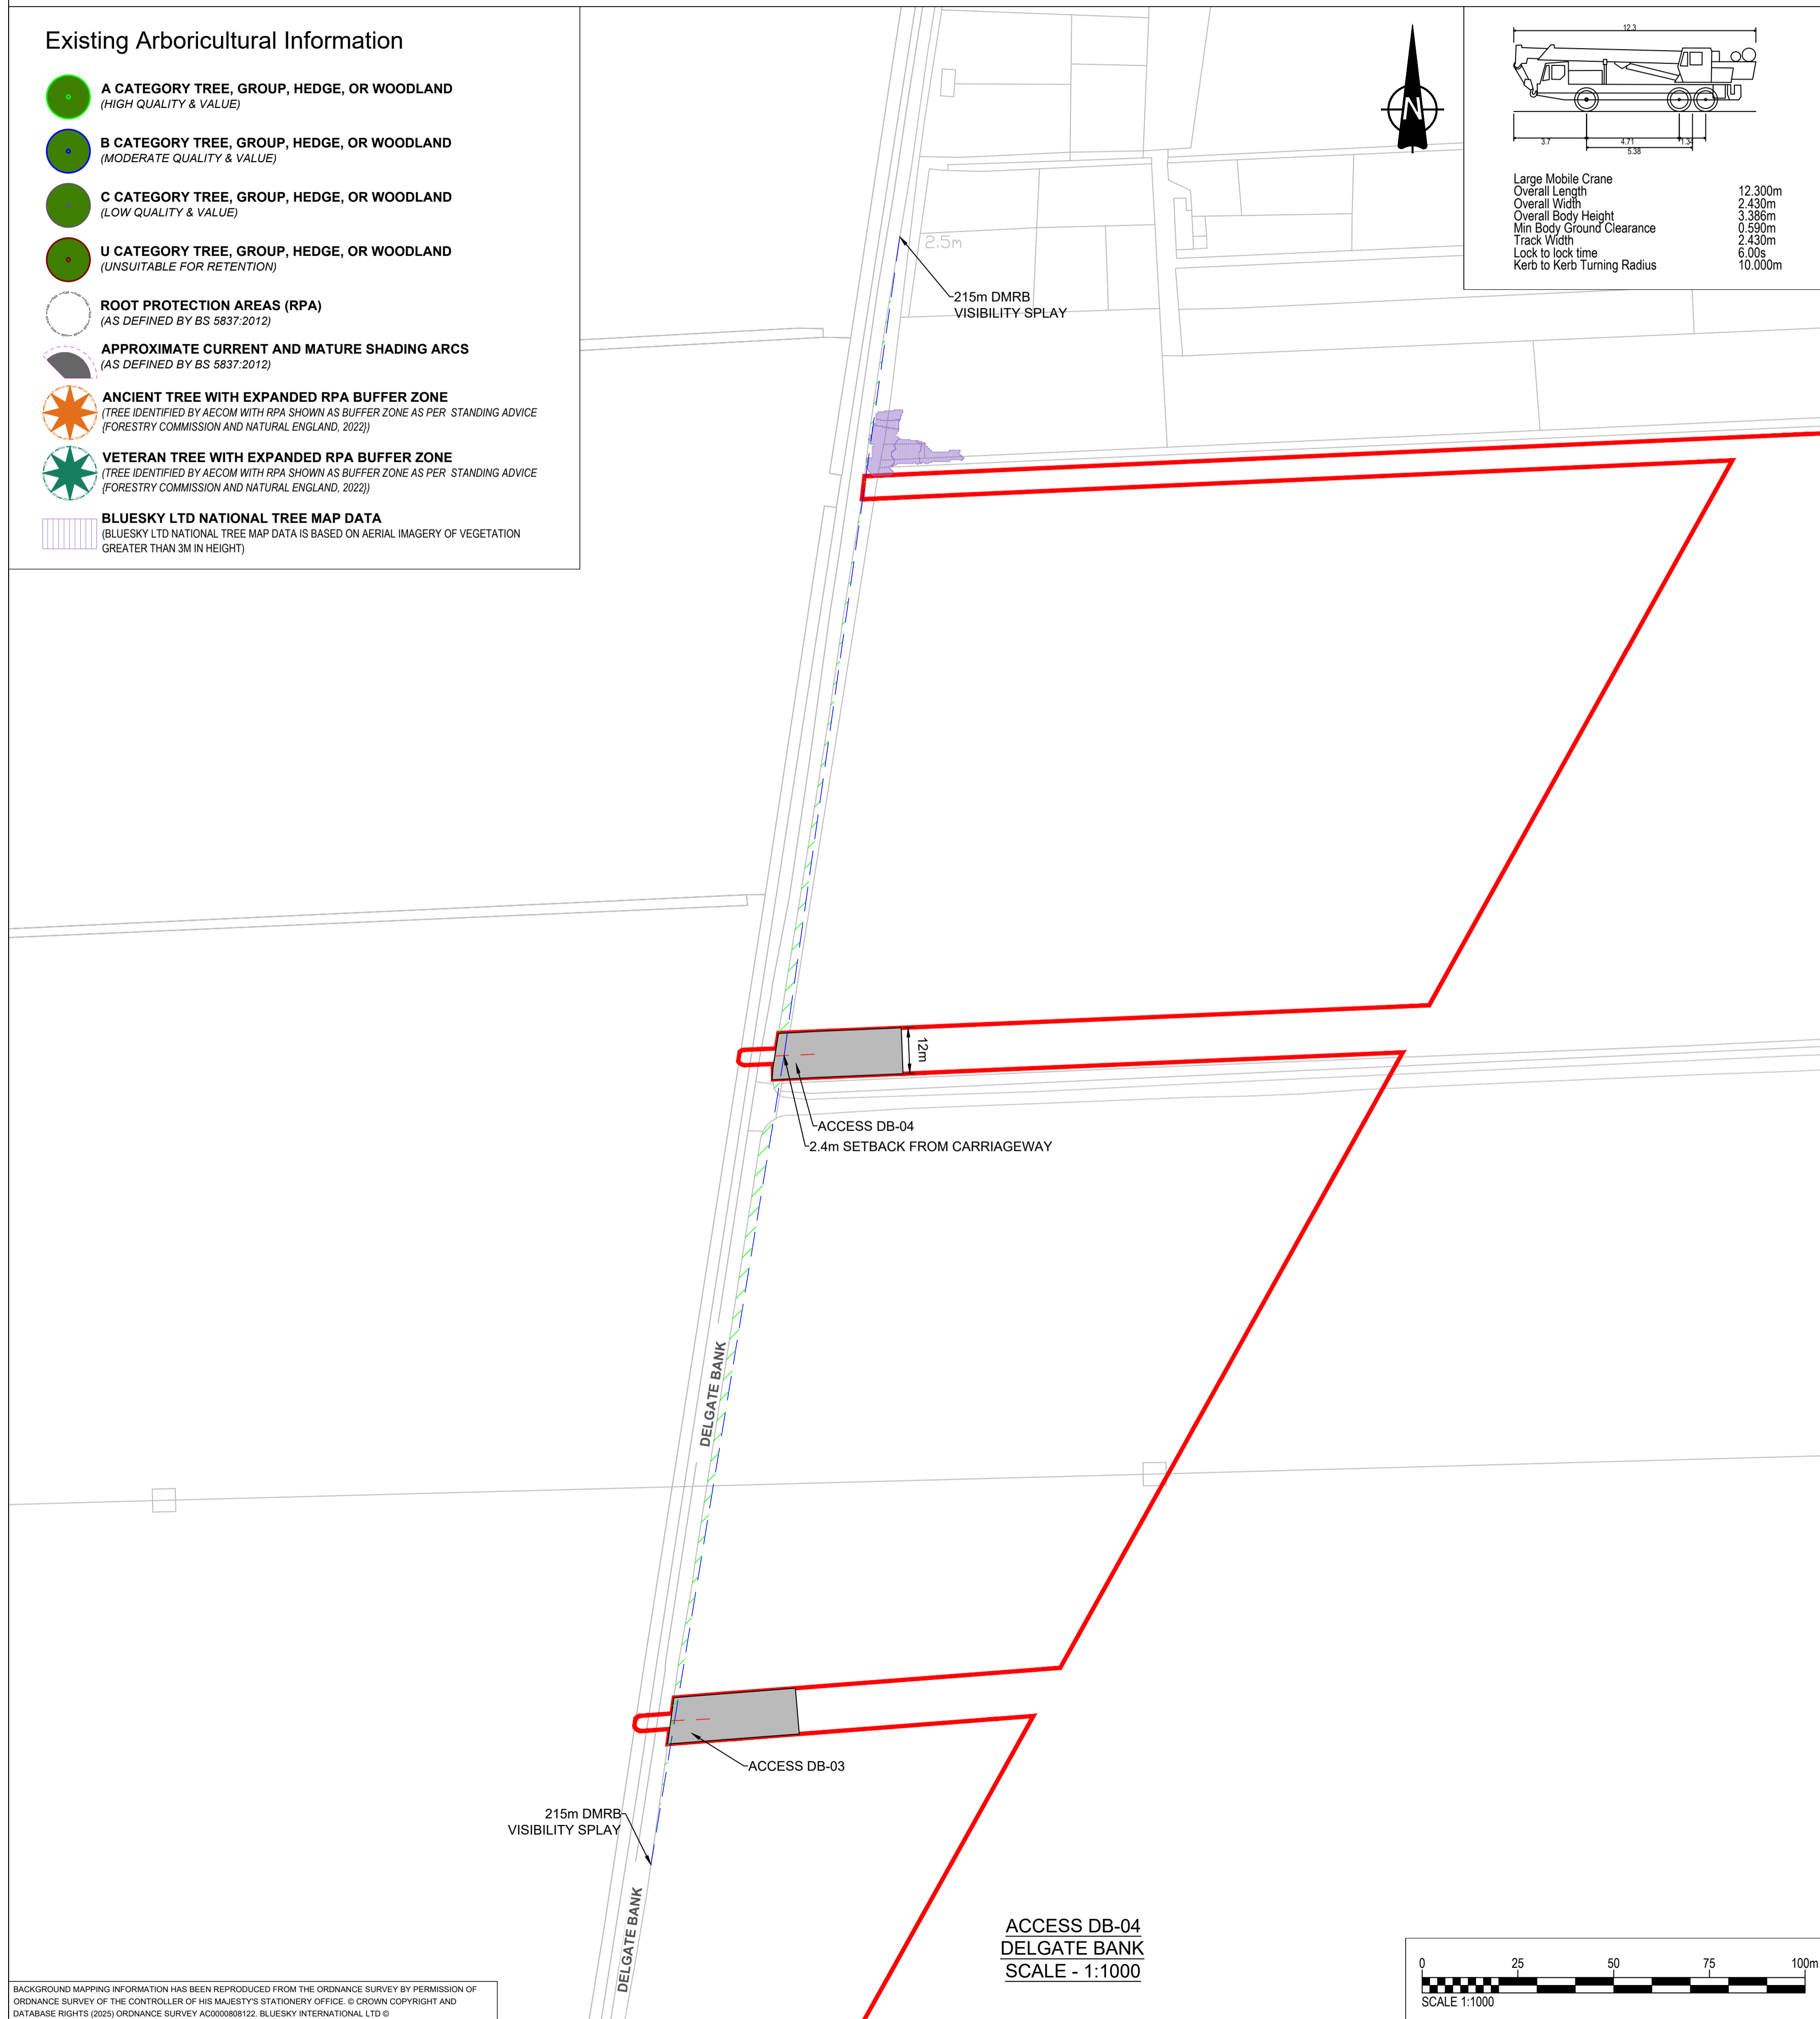 Existing Arboricultural Information
A CATEGORY TREE, GROUP, HEDGE, OR WOODLAND
(HIGH QUALITY & VALUE)
B CATEGORY TREE, GROUP, HEDGE, OR WOODLAND
(MODERATE QUALITY & VALUE)
C CATEGORY TREE, GROUP, HEDGE, OR WOODLAND
(LOW QUALITY & VALUE)
U CATEGORY TREE, GROUP, HEDGE, OR WOODLAND
(UNSUITABLE FOR RETENTION)
ROOT PROTECTION AREAS (RPA)
(AS DEFINED BY BS 5837:2012)
APPROXIMATE CURRENT AND MATURE SHADING ARCS
(AS DEFINED BY BS 5837:2012)
ANCIENT TREE WITH EXPANDED RPA BUFFER ZONE
(TREE IDENTIFIED BY AECOM WITH RPA SHOWN AS BUFFER ZONE AS PER STANDING ADVICE
{FORESTRY COMMISSION AND NATURAL ENGLAND, 2022})
VETERAN TREE WITH EXPANDED RPA BUFFER ZONE
(TREE IDENTIFIED BY AECOM WITH RPA SHOWN AS BUFFER ZONE AS PER STANDING ADVICE
{FORESTRY COMMISSION AND NATURAL ENGLAND, 2022})
BLUESKY LTD NATIONAL TREE MAP DATA
(BLUESKY LTD NATIONAL TREE MAP DATA IS BASED ON AERIAL IMAGERY OF VEGETATION
GREATER THAN 3M IN HEIGHT)
N
12.3
3.7
4.71
1.34
5.38
Large Mobile Crane
Overall Length 12.300m
Overall Width 2.430m
Overall Body Height 3.386m
Min Body Ground Clearance 0.590m
Track Width 2.430m
Lock to lock time 6.00s
Kerb to Kerb Turning Radius 10.000m
2.5m
215m DMRB
VISIBILITY SPLAY
12m
ACCESS DB-04
2.4m SETBACK FROM CARRIAGEWAY
DELGATE BANK
ACCESS DB-03
215m DMRB
VISIBILITY SPLAY
DELGATE BANK
ACCESS DB-04
DELGATE BANK
SCALE - 1:1000
0 25 50 75 100m
SCALE 1:1000
BACKGROUND MAPPING INFORMATION HAS BEEN REPRODUCED FROM THE ORDNANCE SURVEY BY PERMISSION OF
ORDNANCE SURVEY OF THE CONTROLLER OF HIS MAJESTY'S STATIONERY OFFICE. © CROWN COPYRIGHT AND
DATABASE RIGHTS (2025) ORDNANCE SURVEY AC0000808122. BLUESKY INTERNATIONAL LTD ©